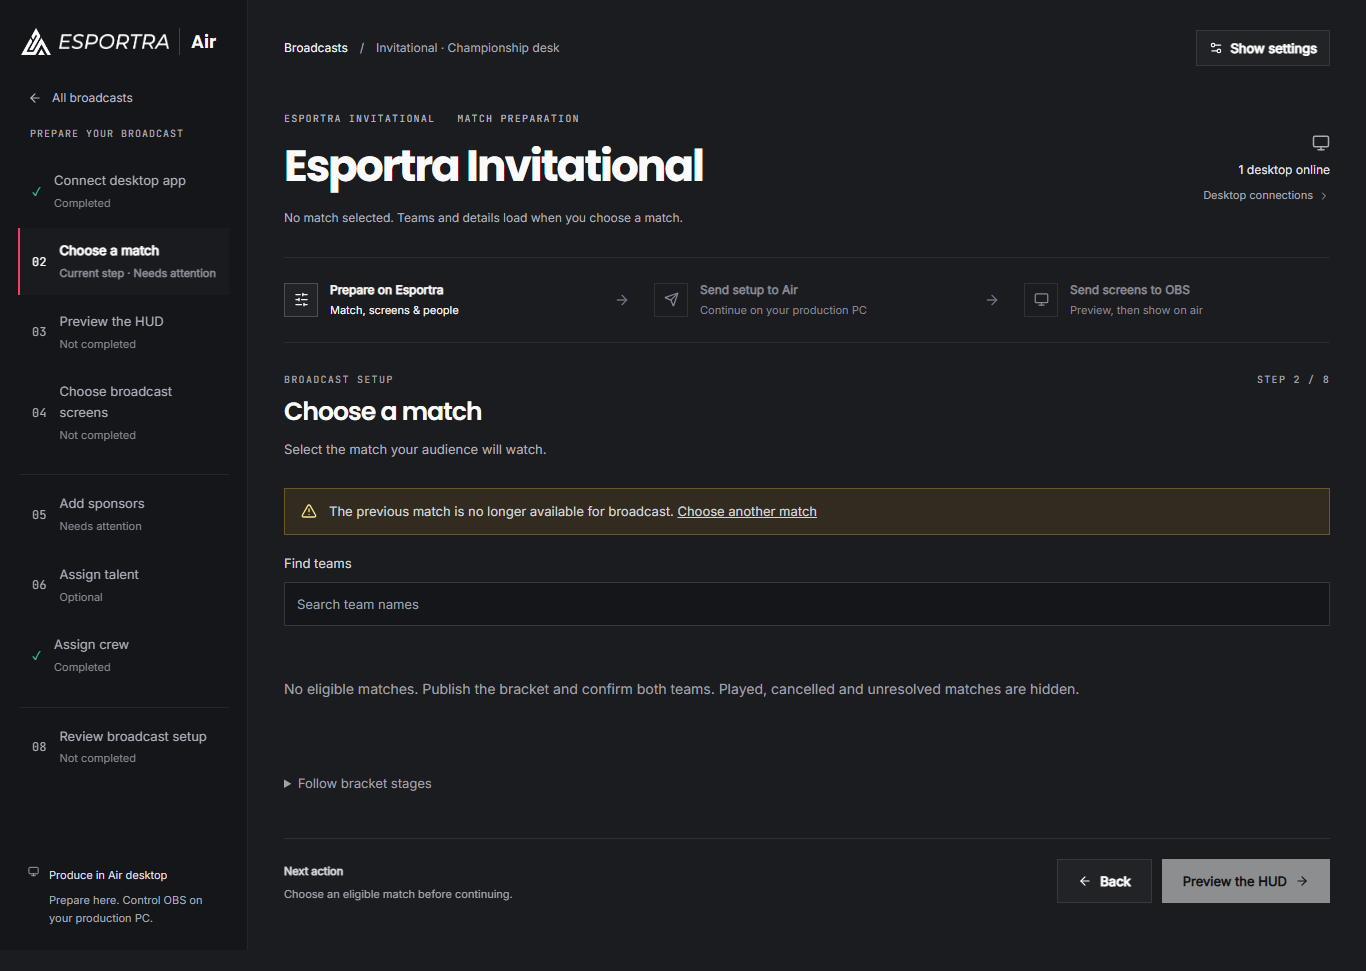 ESPORTRA Air
All broadcasts
PREPARE YOUR BROADCAST
Connect desktop app
Completed
02
Choose a match
Current step · Needs attention
03
Preview the HUD
Not completed
04
Choose broadcast
screens
Not completed
05
Add sponsors
Needs attention
06
Assign talent
Optional
Assign crew
Completed
08
Review broadcast setup
Not completed
Produce in Air desktop
Prepare here. Control OBS on
your production PC.
Broadcasts / Invitational · Championship desk
Show settings
ESPORTRA INVITATIONAL MATCH PREPARATION
Esportra Invitational
No match selected. Teams and details load when you choose a match.
1 desktop online
Desktop connections
Prepare on Esportra
Match, screens & people
Send setup to Air
Continue on your production PC
Send screens to OBS
Preview, then show on air
BROADCAST SETUP
STEP 2 / 8
Choose a match
Select the match your audience will watch.
The previous match is no longer available for broadcast. Choose another match
Find teams
Search team names
No eligible matches. Publish the bracket and confirm both teams. Played, cancelled and unresolved matches are hidden.
Follow bracket stages
Next action
Choose an eligible match before continuing.
Back
Preview the HUD